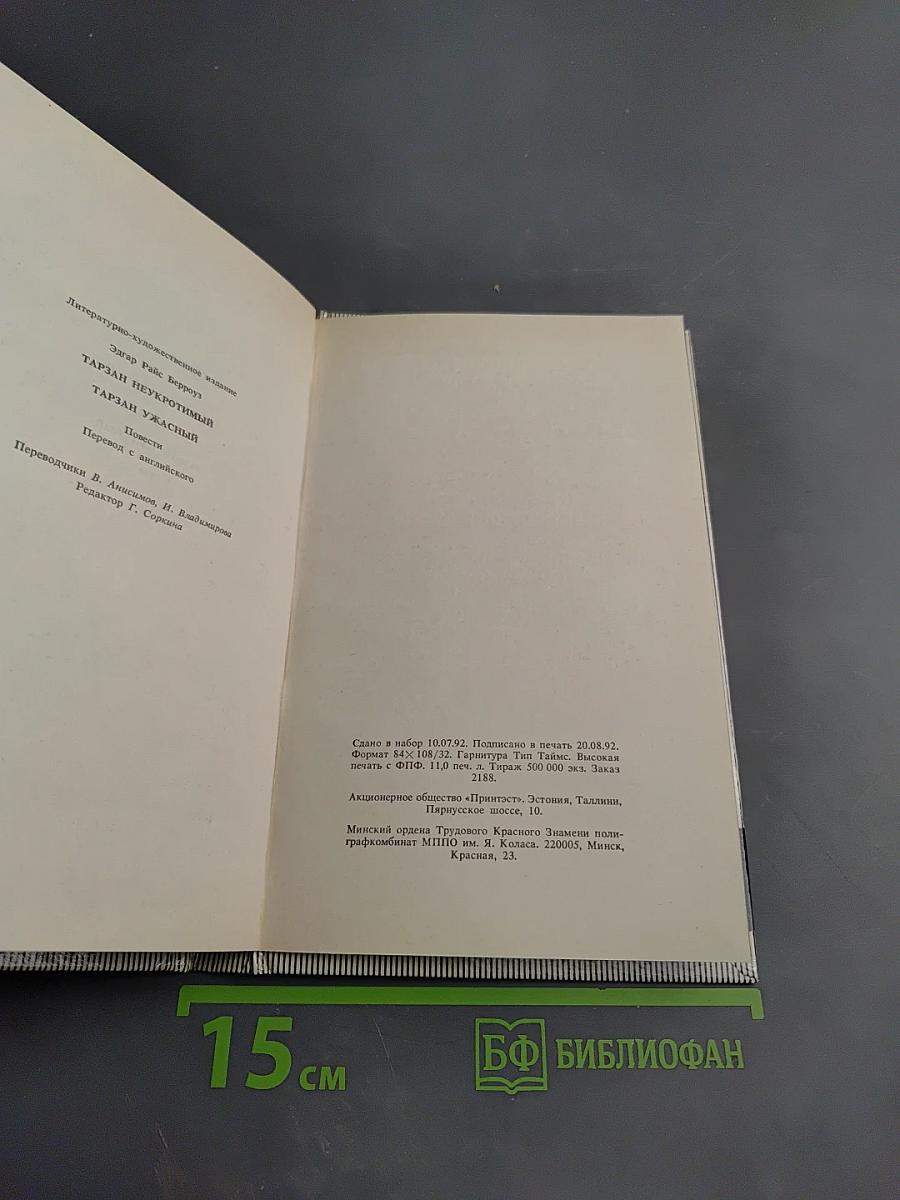 Литературно-художественное издание
Эдгар Райс Берроуз
ТАРЗАН НЕУКРОТИМЫЙ
ТАРЗАН УЖАСНЫЙ
Повести
Перевод с английского
Переводчики В. Анисимов, И. Владимирова
Редактор Г. Соркина
Сдано в набор 10.07.92. Подписано в печать 20.08.92.
Формат 84×108/32. Гарнитура Тип Таймс. Высокая
печать с ФПФ. 11,0 печ. л. Тираж 500 000 экз. Заказ
2188.
Акционерное общество «Принтэст». Эстония, Таллинн,
Пярнусское шоссе, 10.
Минский ордена Трудового Красного Знамени поли-
графкомбинат МППО им. Я. Коласа. 220005, Минск,
Красная, 23.
15 см
БФ БИБЛИОФАН